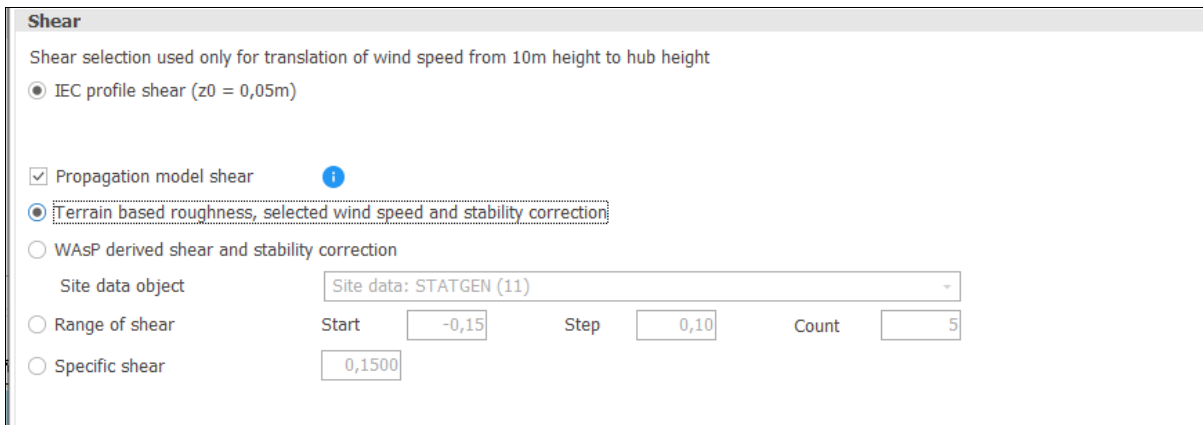 Shear
Shear selection used only for translation of wind speed from 10m height to hub height
IEC profile shear (z0 = 0,05m)
Propagation model shear
Terrain based roughness, selected wind speed and stability correction
WAsP derived shear and stability correction
Site data object Site data: STATGEN (11)
Range of shear Start -0,15 Step 0,10 Count 5
Specific shear 0,1500